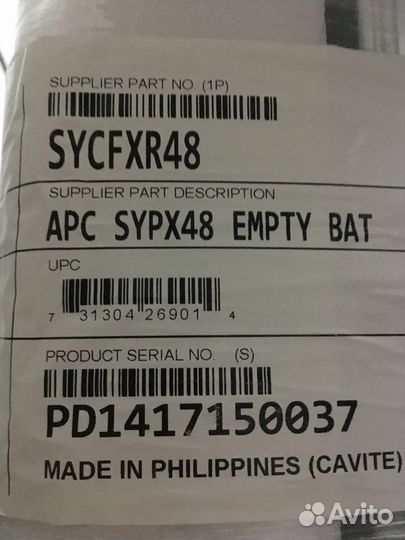 SUPPLIER PART NO. (1P)
SYCFXR48
SUPPLIER PART DESCRIPTION
APC SYPX48 EMPTY BAT
UPC
7 31304 26901 4
PRODUCT SERIAL NO. (S)
PD1417150037
MADE IN PHILIPPINES (CAVITE)
Avito